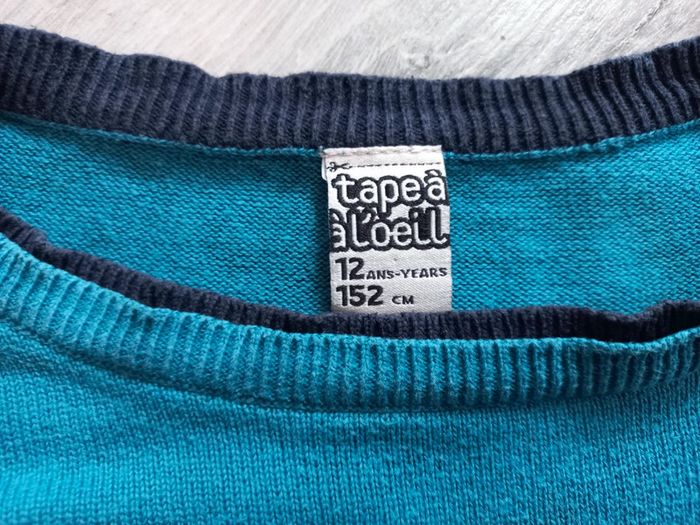 tape à
à l'oeil
12 ANS-YEARS
152 CM